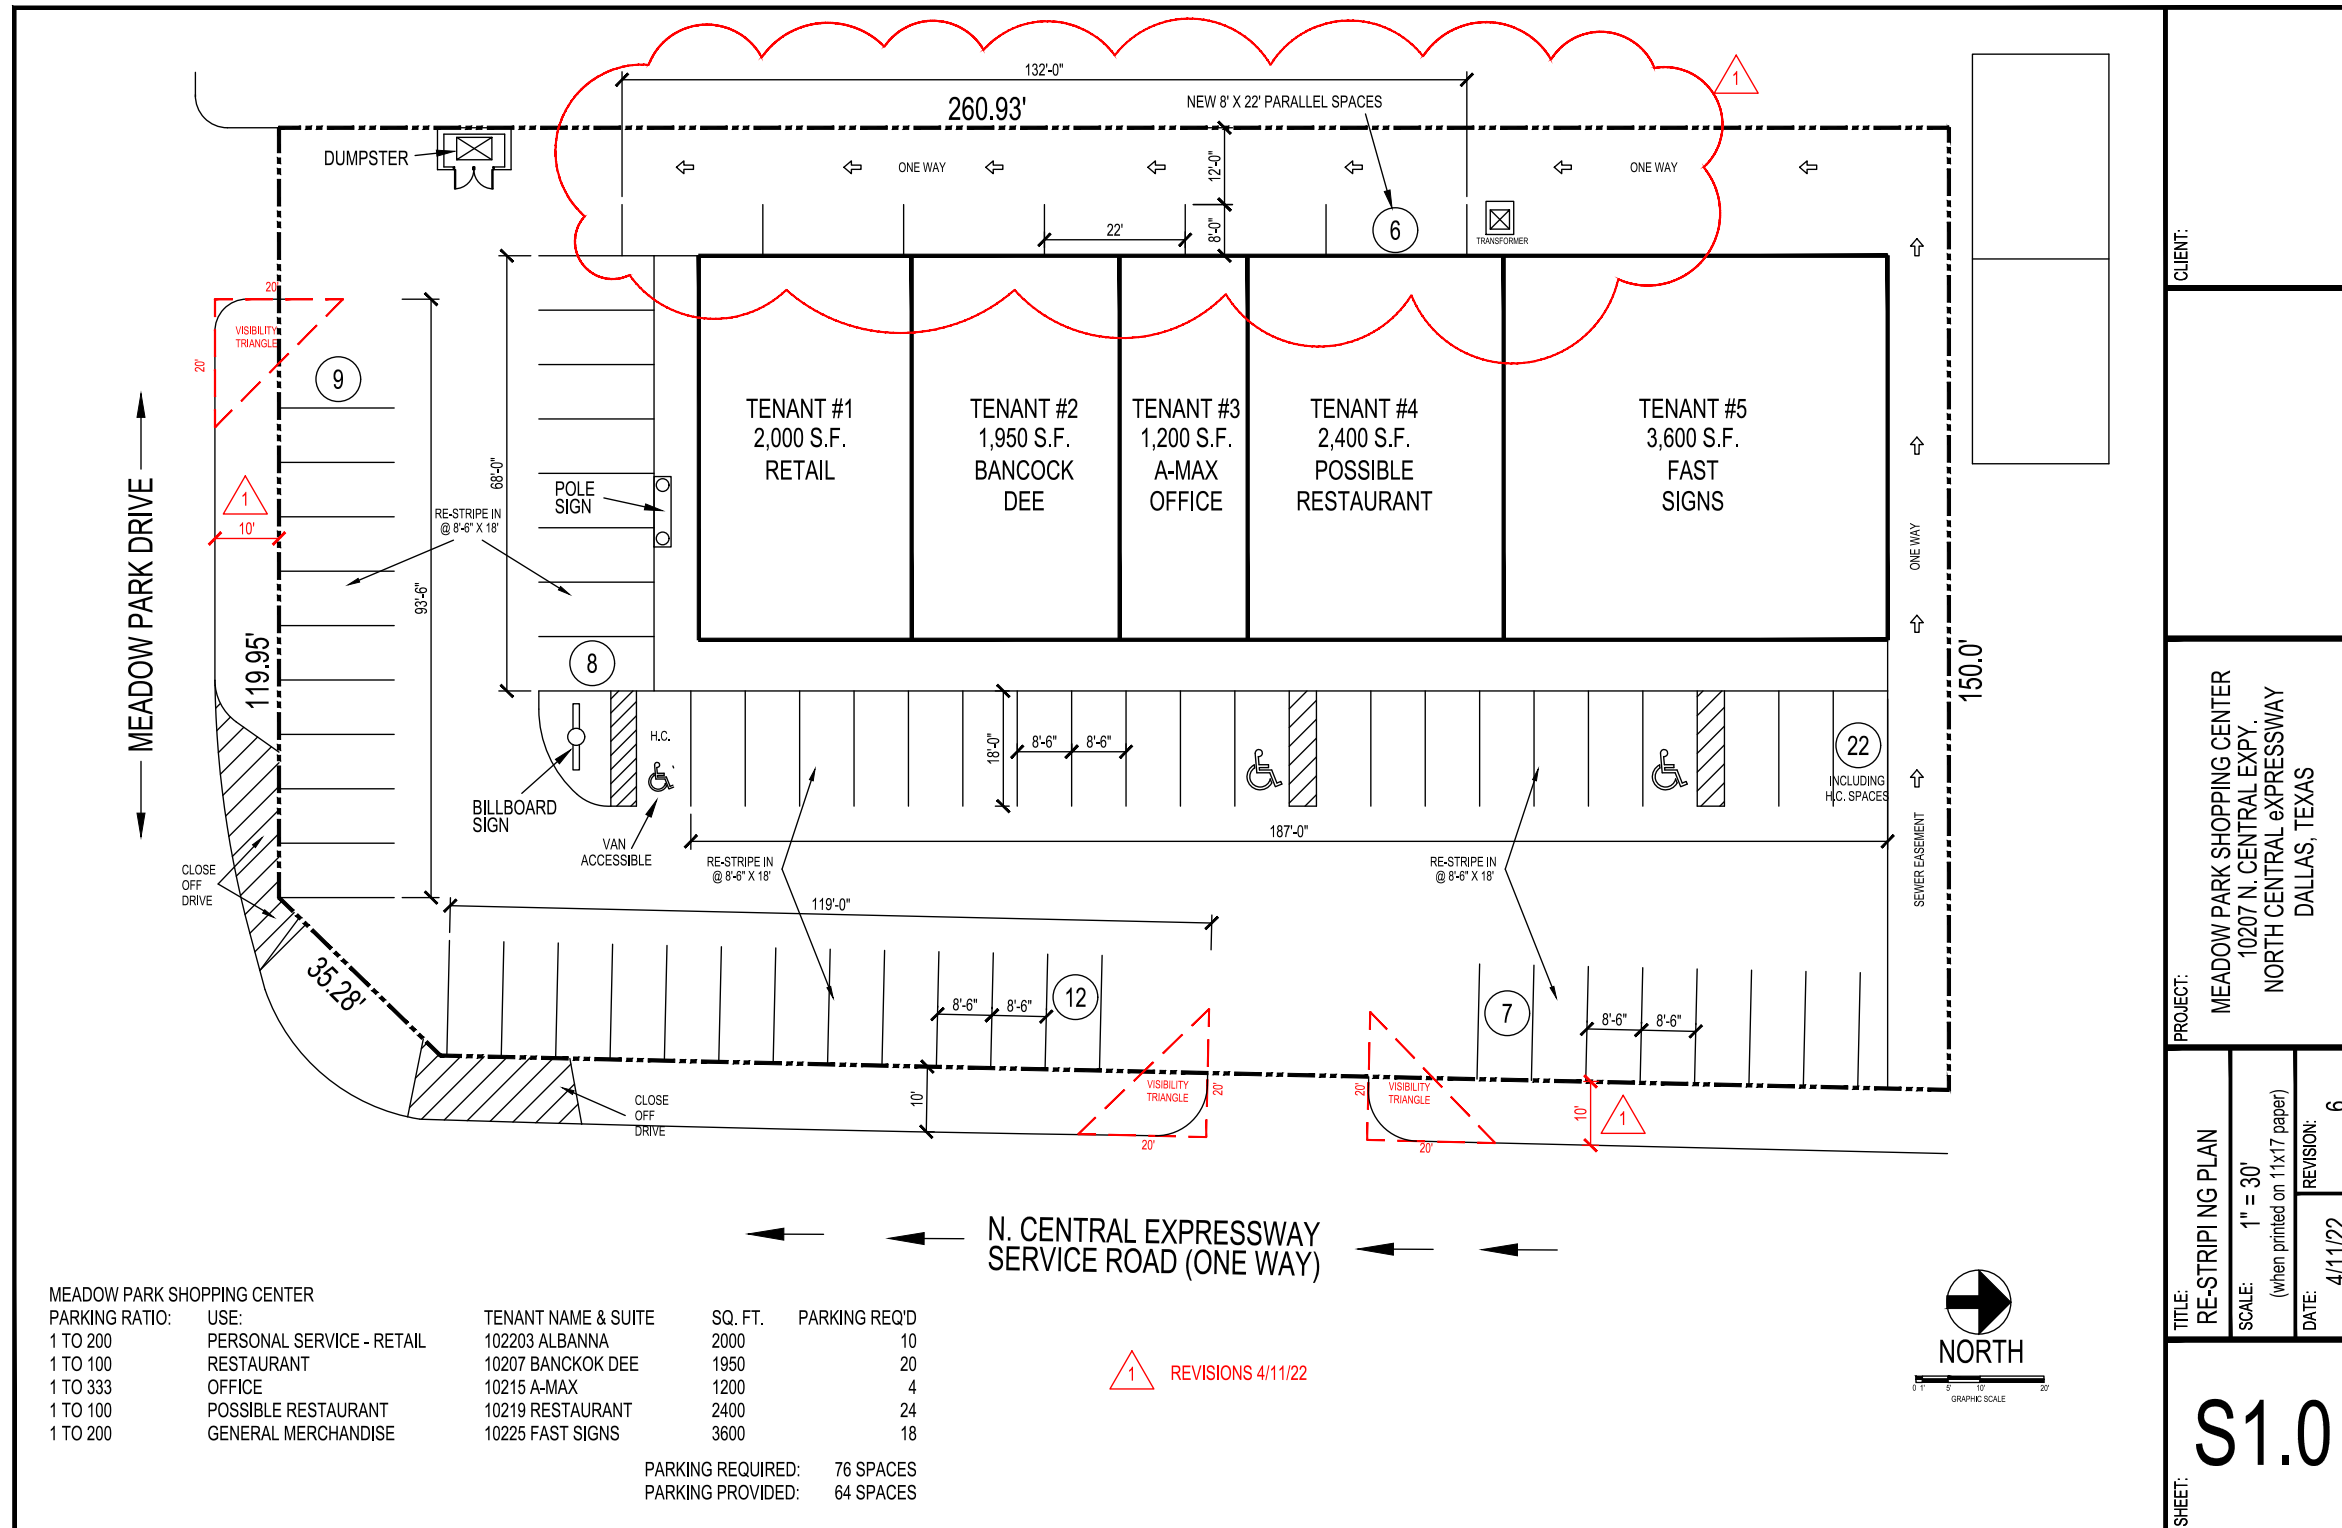 132'-0"
1
260.93'
NEW 8' X 22' PARALLEL SPACES
DUMPSTER
ONE WAY
12'-0"
ONE WAY
6
22'
8'-0"
TRANSFORMER
20'
VISIBILITY
TRIANGLE
20'
9
TENANT #1
2,000 S.F.
RETAIL
TENANT #2
1,950 S.F.
BANCOCK
DEE
TENANT #3
1,200 S.F.
A-MAX
OFFICE
TENANT #4
2,400 S.F.
POSSIBLE
RESTAURANT
TENANT #5
3,600 S.F.
FAST
SIGNS
68'-0"
POLE
SIGN
RE-STRIPE IN
@ 8'-6" X 18'
1
10'
MEADOW PARK DRIVE
93'-6"
119.95'
ONE WAY
150.0'
8
H.C.
18'-0"
8'-6"
8'-6"
22
INCLUDING
H.C. SPACES
BILLBOARD
SIGN
VAN
ACCESSIBLE
187'-0"
RE-STRIPE IN
@ 8'-6" X 18'
RE-STRIPE IN
@ 8'-6" X 18'
SEWER EASEMENT
CLOSE
OFF
DRIVE
119'-0"
35.28'
8'-6"
8'-6"
12
7
8'-6"
8'-6"
VISIBILITY
TRIANGLE
20'
20'
20'
VISIBILITY
TRIANGLE
20'
10'
10'
1
CLOSE
OFF
DRIVE
N. CENTRAL EXPRESSWAY
SERVICE ROAD (ONE WAY)
MEADOW PARK SHOPPING CENTER
PARKING RATIO: USE: TENANT NAME & SUITE SQ. FT. PARKING REQ'D
1 TO 200 PERSONAL SERVICE - RETAIL 102203 ALBANNA 2000 10
1 TO 100 RESTAURANT 10207 BANCKOK DEE 1950 20
1 TO 333 OFFICE 10215 A-MAX 1200 4
1 TO 100 POSSIBLE RESTAURANT 10219 RESTAURANT 2400 24
1 TO 200 GENERAL MERCHANDISE 10225 FAST SIGNS 3600 18
PARKING REQUIRED: 76 SPACES
PARKING PROVIDED: 64 SPACES
1 REVISIONS 4/11/22
NORTH
0 1' 5' 10' 20'
GRAPHIC SCALE
CLIENT:
PROJECT:
MEADOW PARK SHOPPING CENTER
10207 N. CENTRAL EXPY.
NORTH CENTRAL eXPRESSWAY
DALLAS, TEXAS
TITLE:
RE-STRIPI NG PLAN
SCALE: 1" = 30'
(when printed on 11x17 paper)
DATE: 4/11/22
REVISION: 6
SHEET:
S1.0